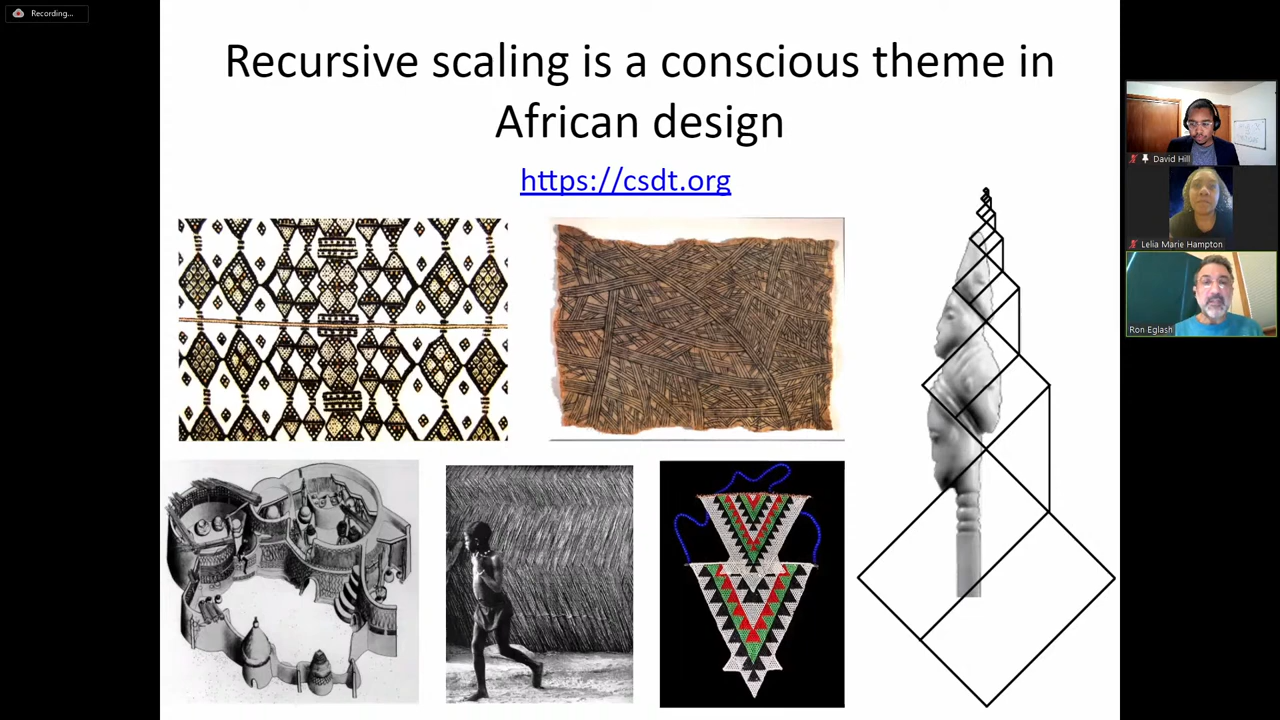 Recording...
Recursive scaling is a conscious theme in
African design
https://csdt.org
David Hill
Lelia Marie Hampton
Ron Eglash